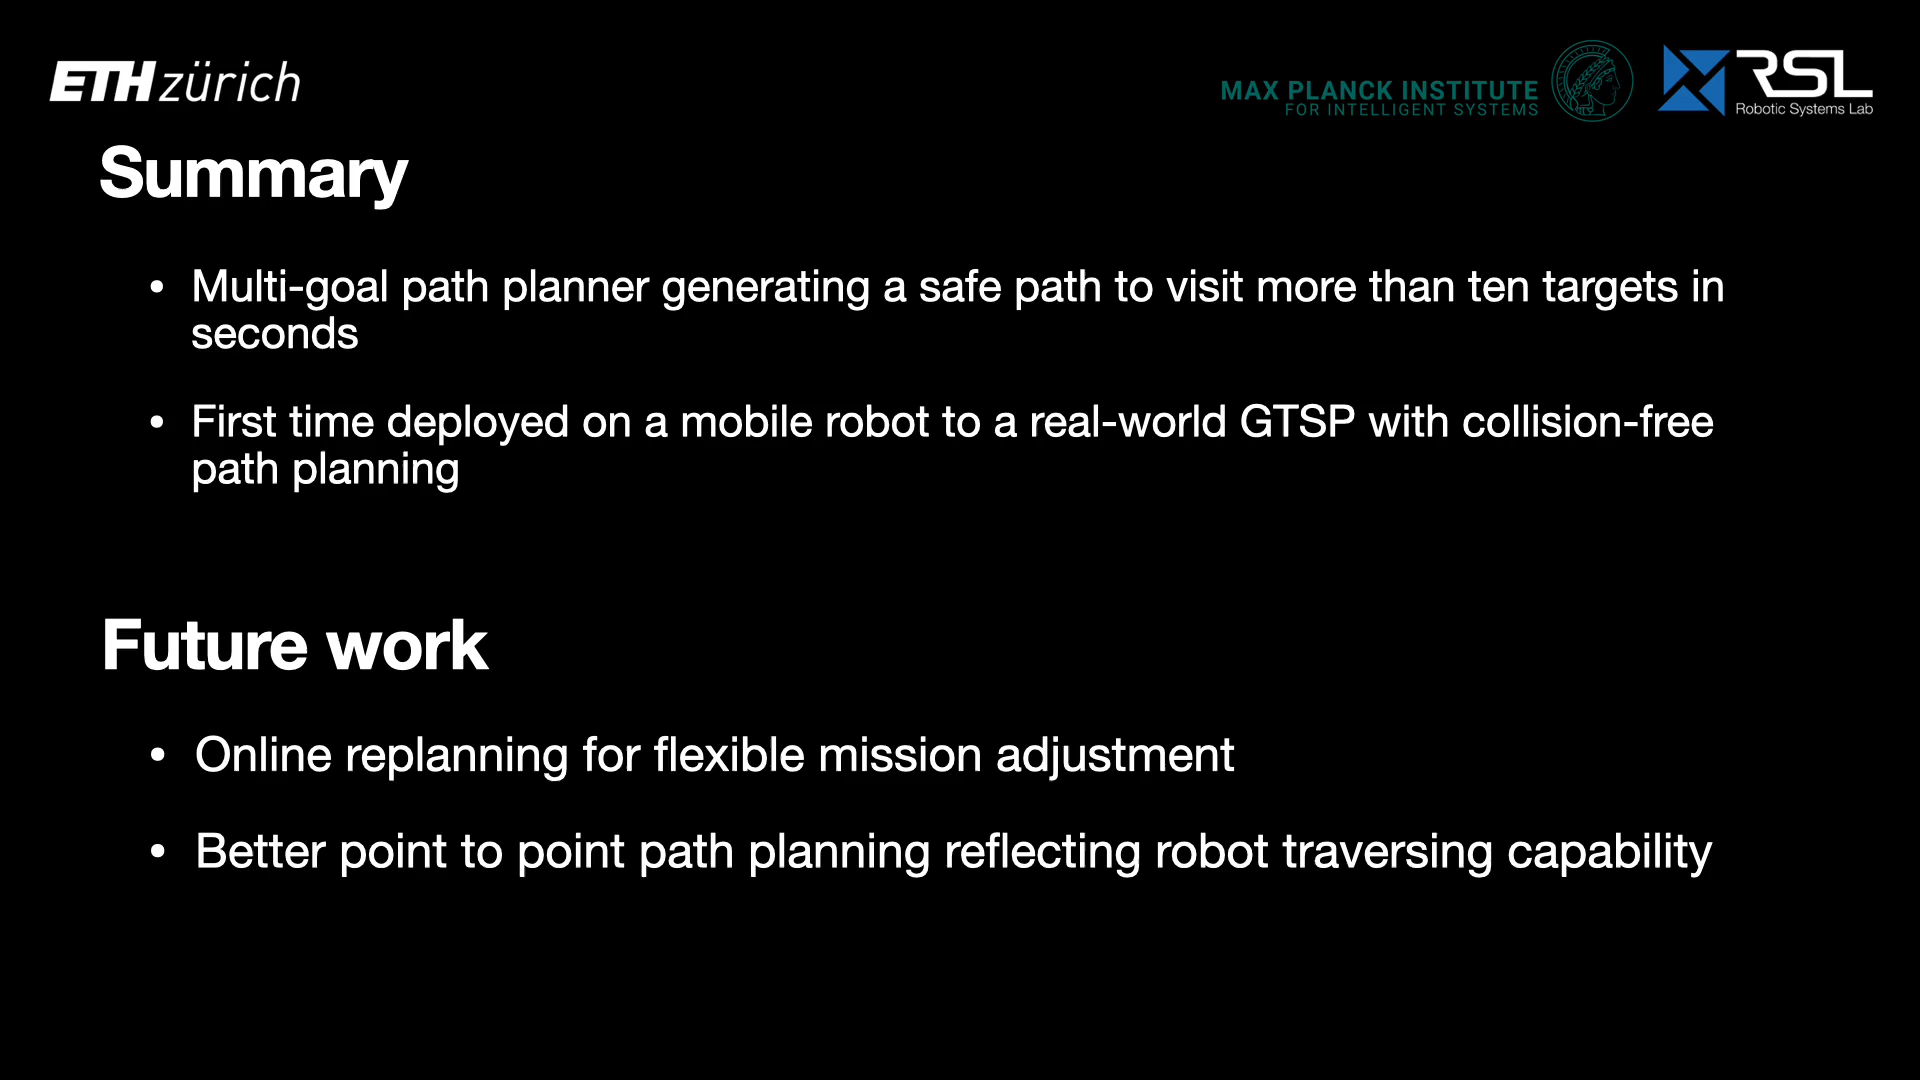 ETH zürich
MAX PLANCK INSTITUTE
FOR INTELLIGENT SYSTEMS
RSL
Robotic Systems Lab
Summary
• Multi-goal path planner generating a safe path to visit more than ten targets in
seconds
• First time deployed on a mobile robot to a real-world GTSP with collision-free
path planning
Future work
• Online replanning for flexible mission adjustment
• Better point to point path planning reflecting robot traversing capability